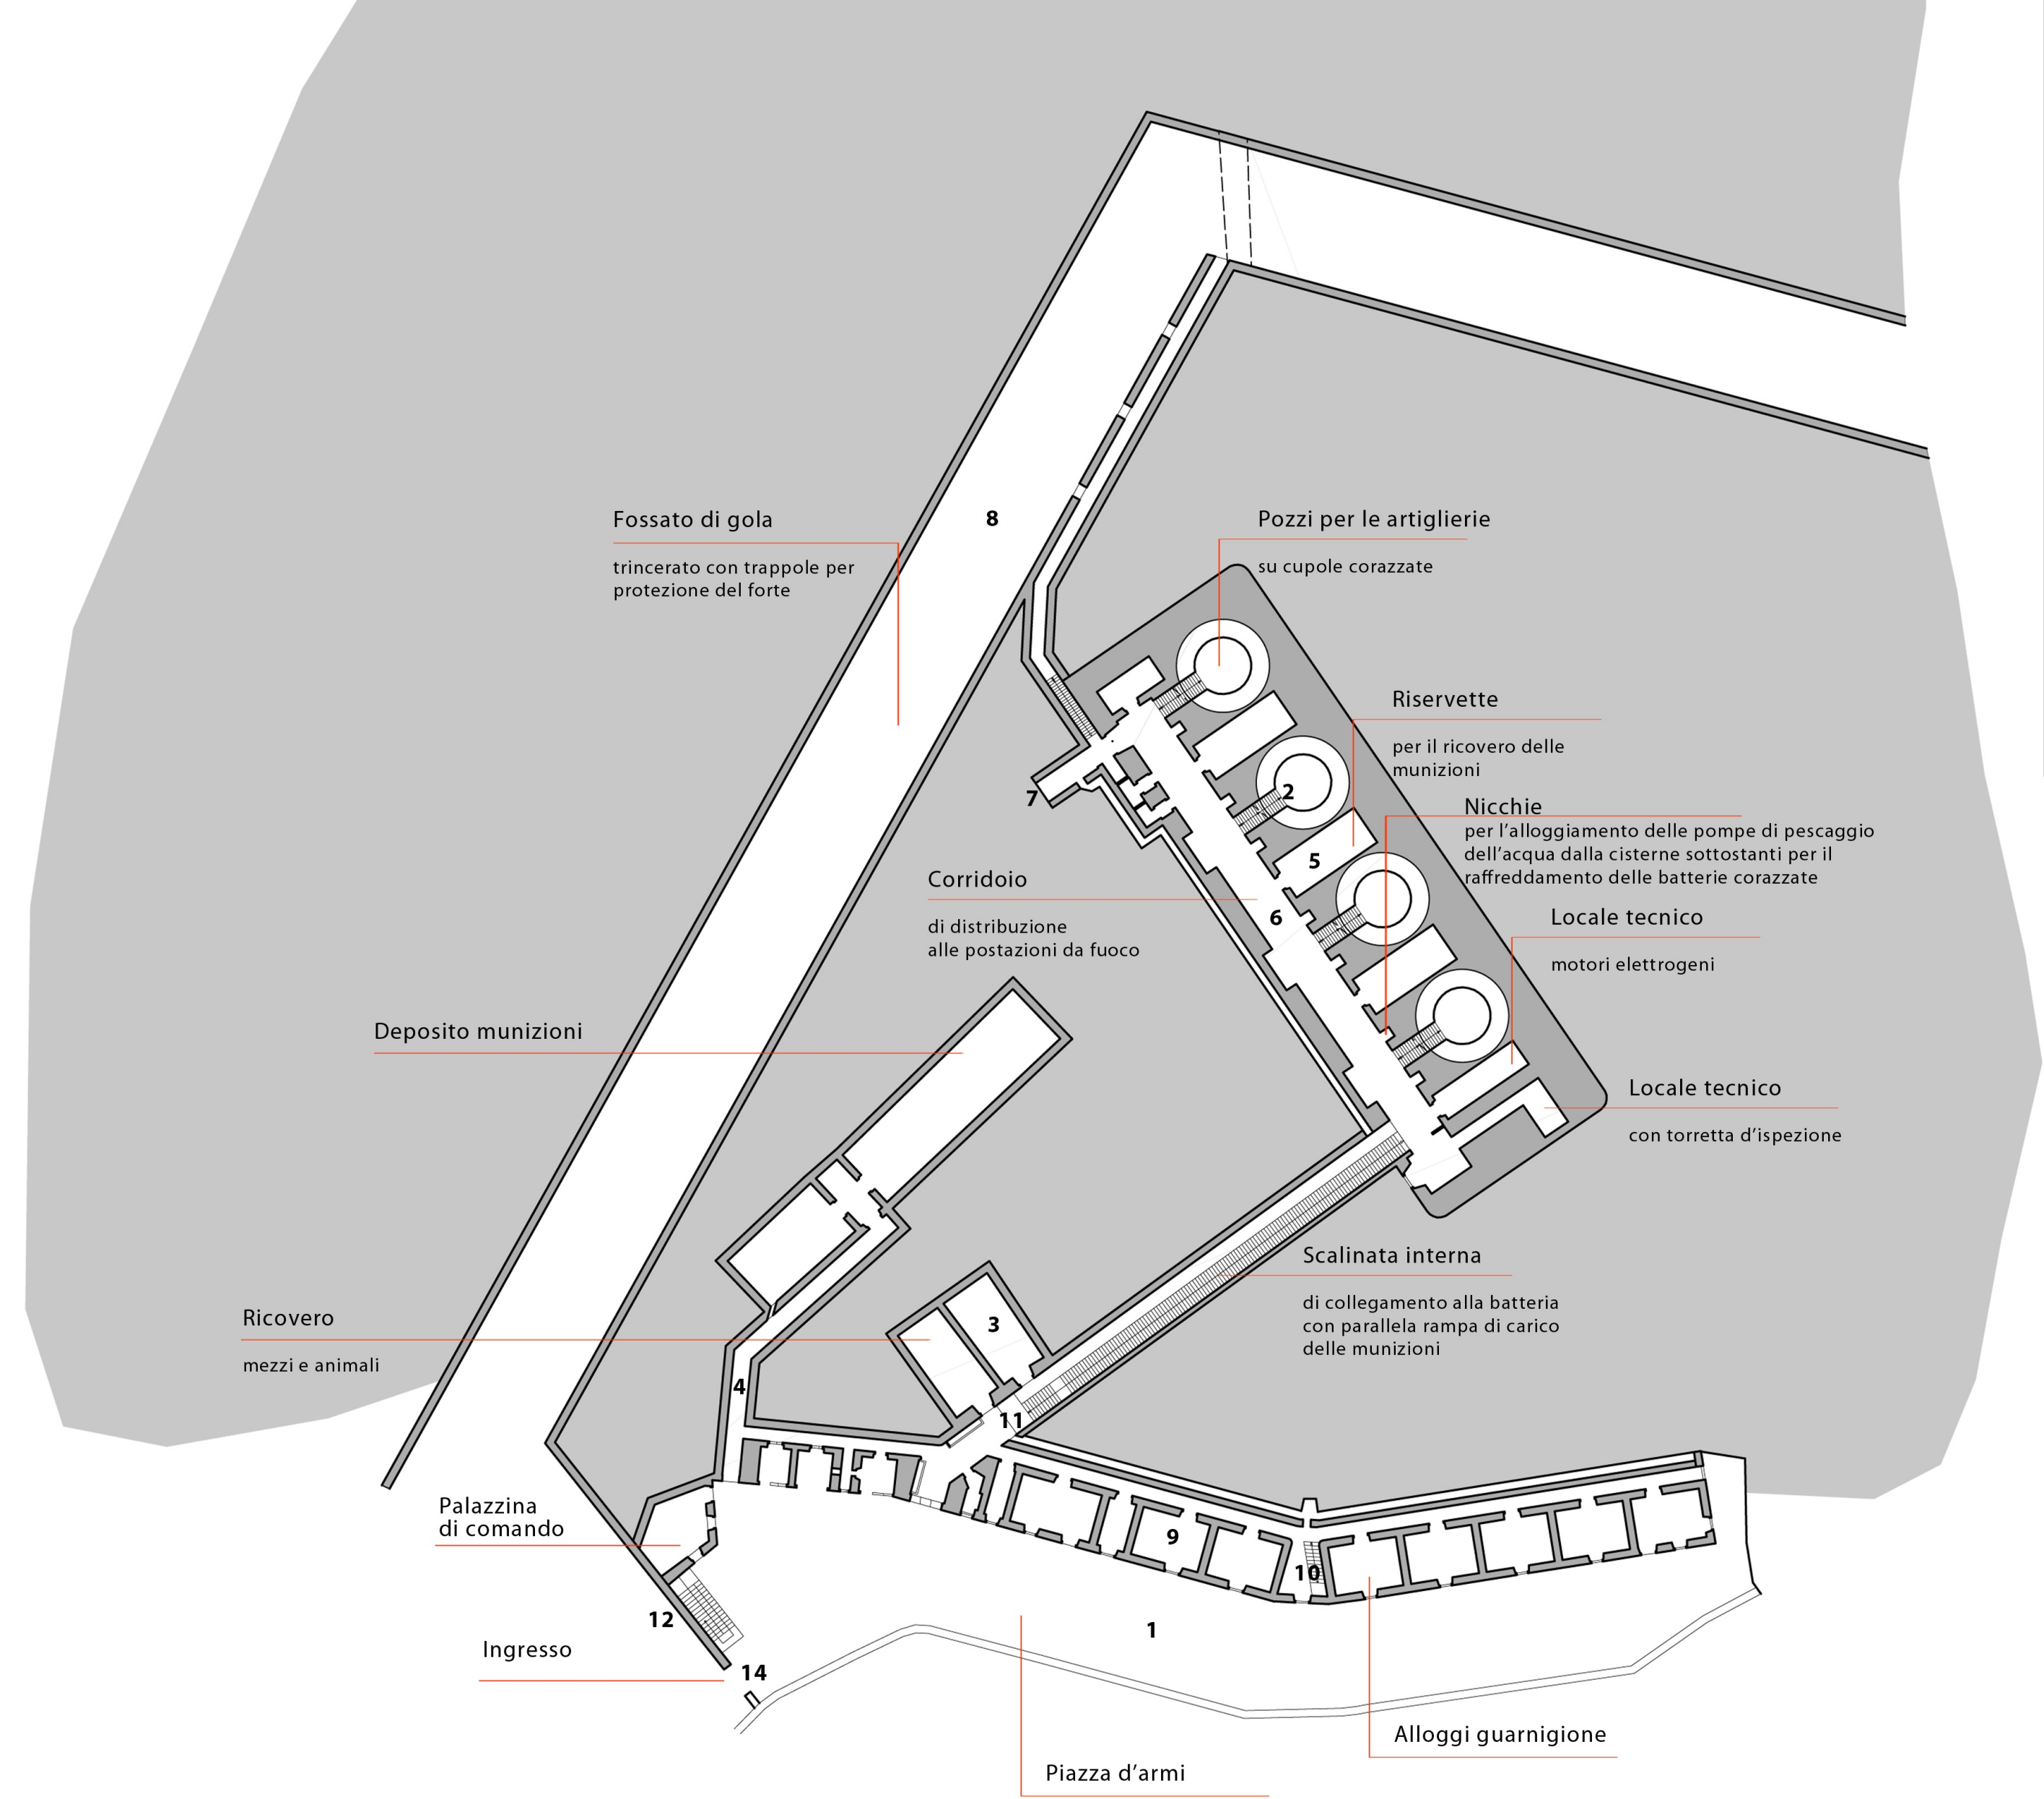 8
Fossato di gola
trincerato con trappole per
protezione del forte
Pozzi per le artiglierie
su cupole corazzate
Riservette
per il ricovero delle
munizioni
2
7
Nicchie
per l’alloggiamento delle pompe di pescaggio
dell’acqua dalla cisterne sottostanti per il
raffreddamento delle batterie corazzate
5
Corridoio
di distribuzione
alle postazioni da fuoco
6
Locale tecnico
motori elettrogeni
Deposito munizioni
Locale tecnico
con torretta d’ispezione
Scalinata interna
di collegamento alla batteria
con parallela rampa di carico
delle munizioni
Ricovero
mezzi e animali
3
4
11
Palazzina
di comando
9
10
12
1
Ingresso
14
Alloggi guarnigione
Piazza d’armi